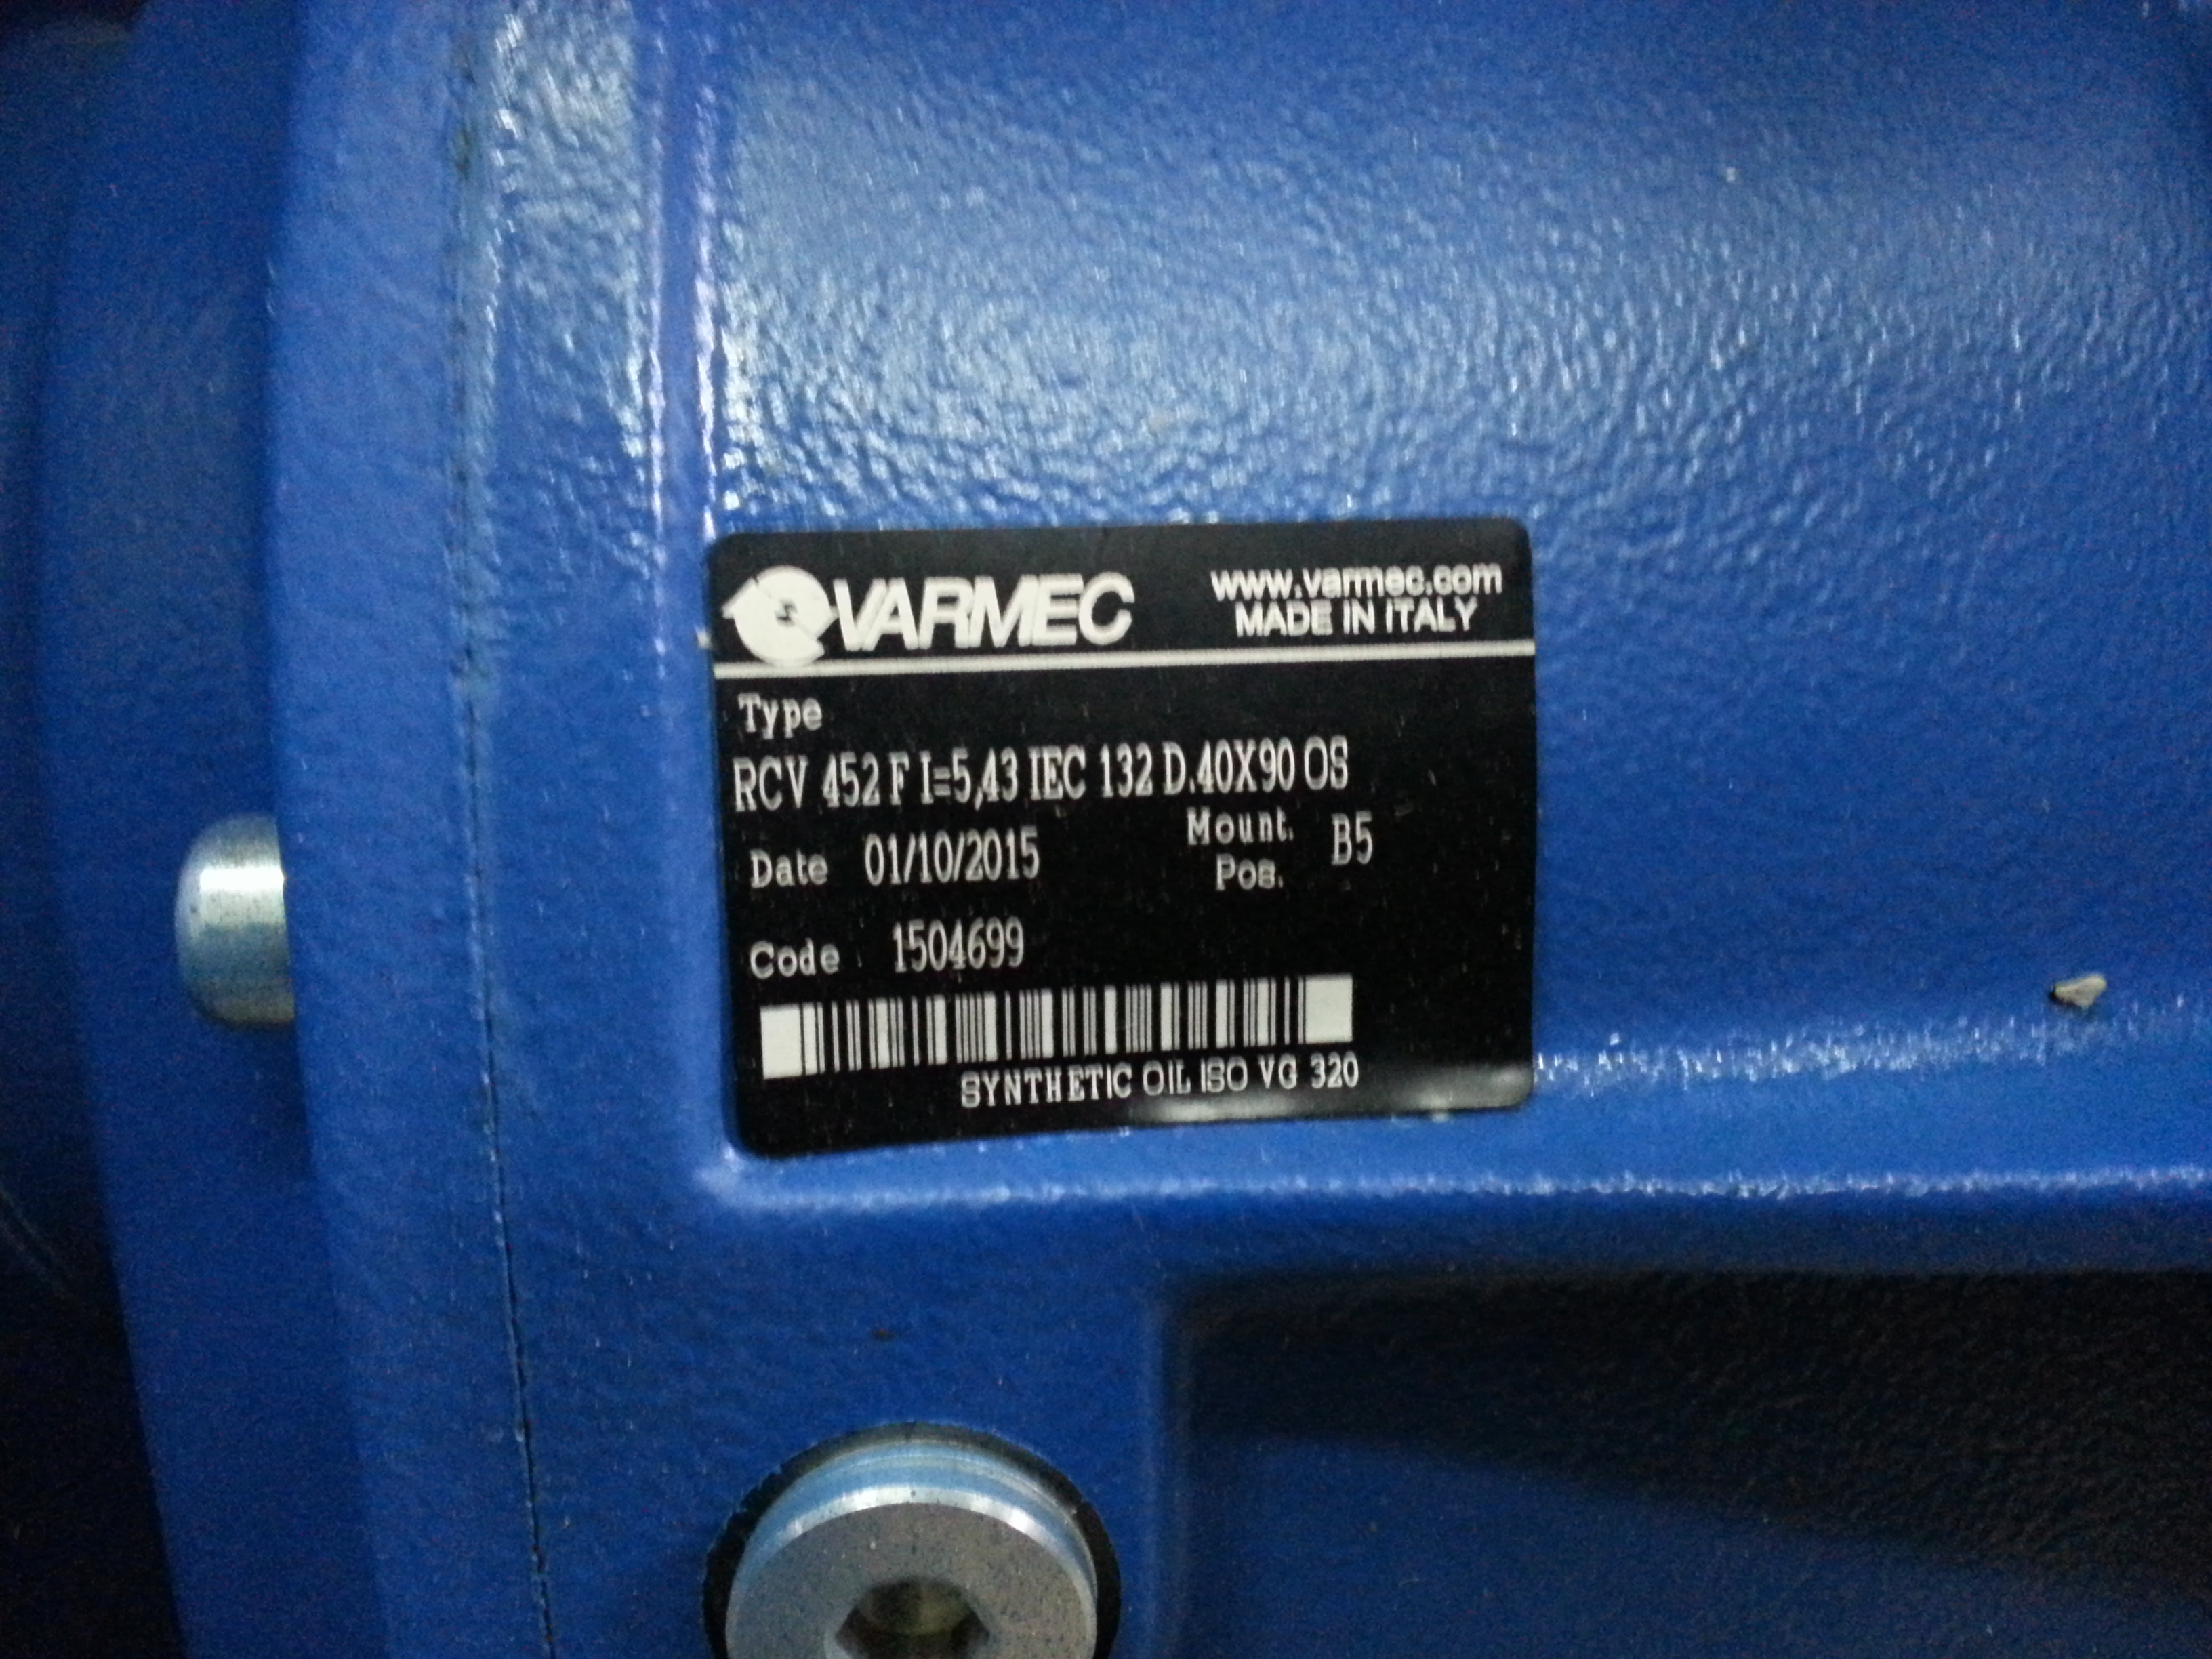 VARMEC
www.varmec.com
MADE IN ITALY
Type
RCV 452 F I=5,43 IEC 132 D.40X90 OS
Date 01/10/2015 Mount. Pos. B5
Code 1504699
SYNTHETIC OIL ISO VG 320